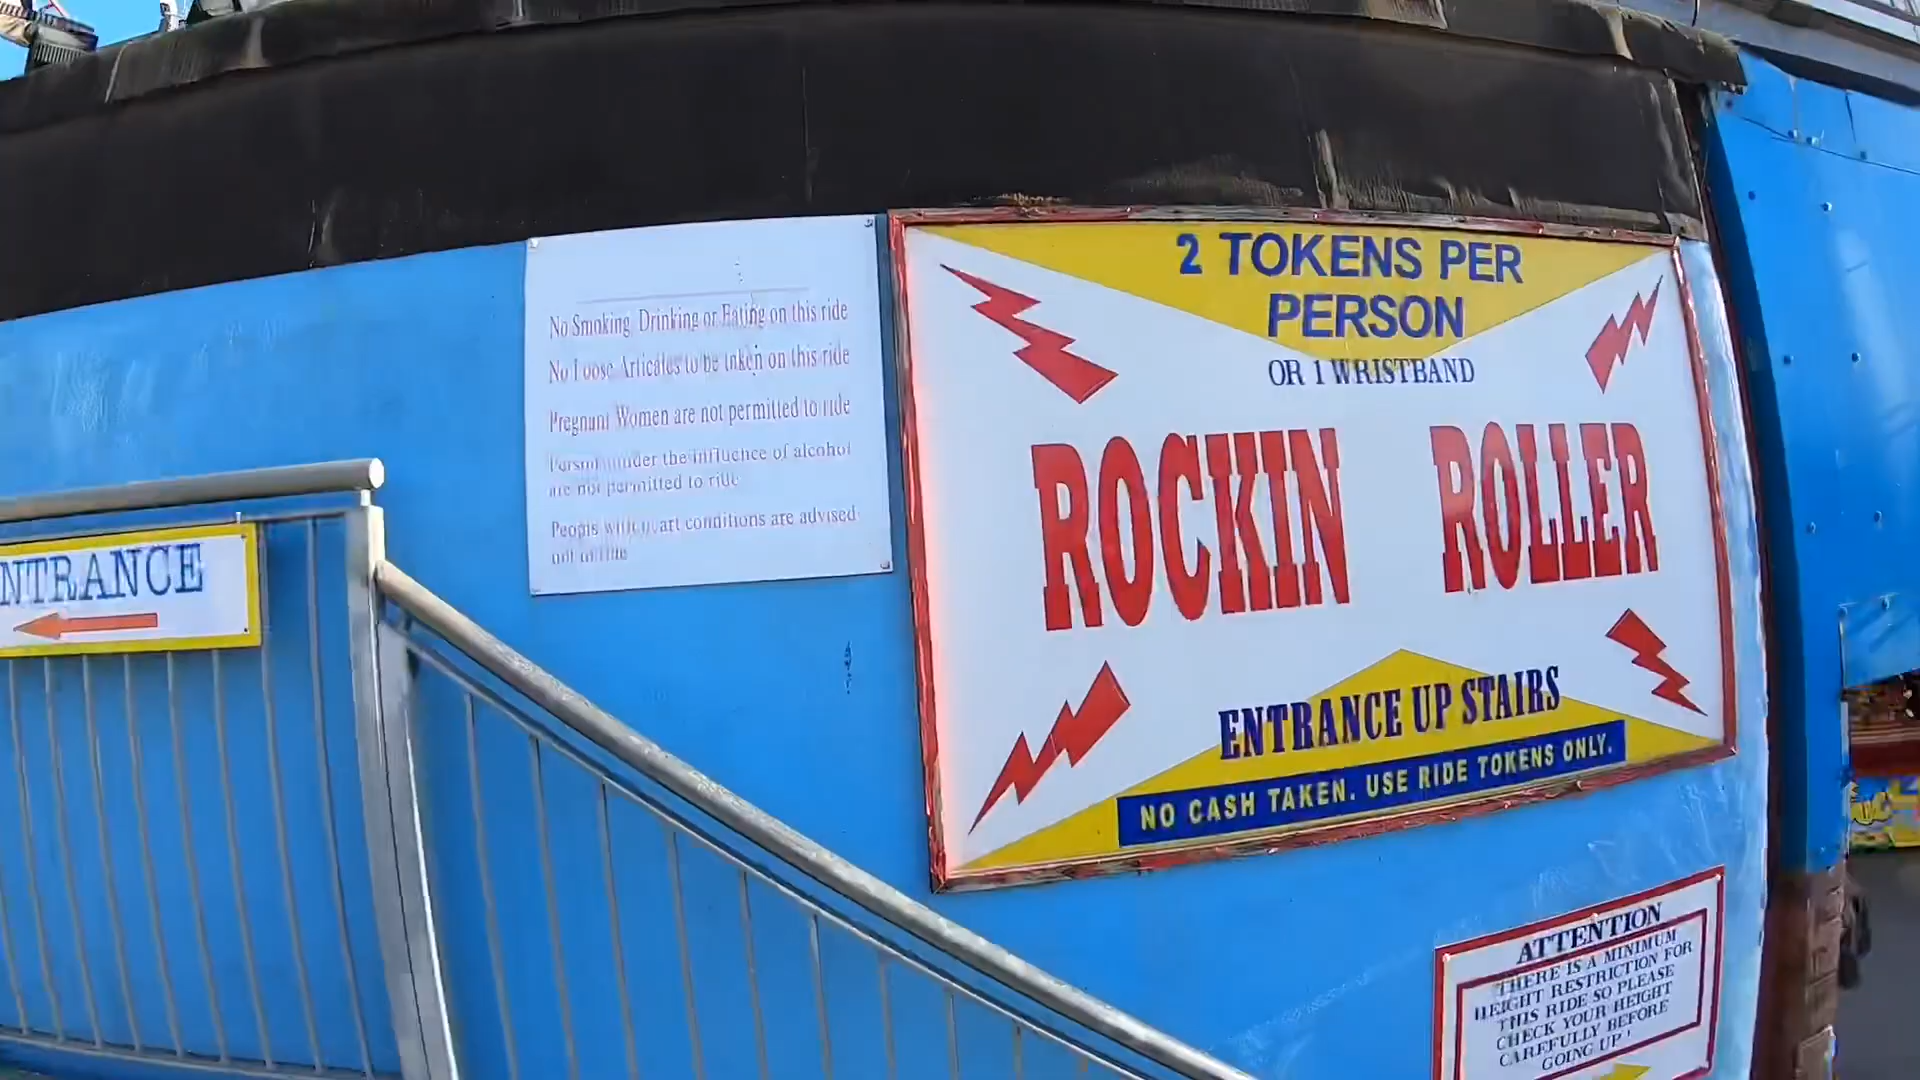 No Smoking Drinking or Eating on this ride
No Loose Articales to be taken on this ride
Pregnant Women are not permitted to ride
Person under the influence of alcohol
are not permitted to ride
People with heart conditions are advised
not to ride
2 TOKENS PER
PERSON
OR 1 WRISTBAND
ROCKIN ROLLER
ENTRANCE UP STAIRS
NO CASH TAKEN. USE RIDE TOKENS ONLY.
NTRANCE
ATTENTION
THERE IS A MINIMUM
HEIGHT RESTRICTION FOR
THIS RIDE SO PLEASE
CHECK YOUR HEIGHT
CAREFULLY BEFORE
GOING UP